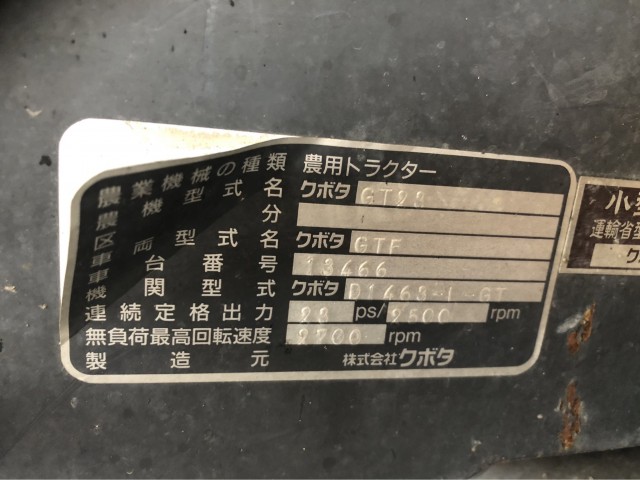 農業機械の種類 農用トラクター
農機型式名 クボタ GT23
区分
車両型式名 クボタ GTF
車台番号 13466
機関型式 クボタ D1463-1-GT
連続定格出力 23 ps/2500 rpm
無負荷最高回転速度 2700 rpm
製造元 株式会社クボタ
小型
運輸省型
ク